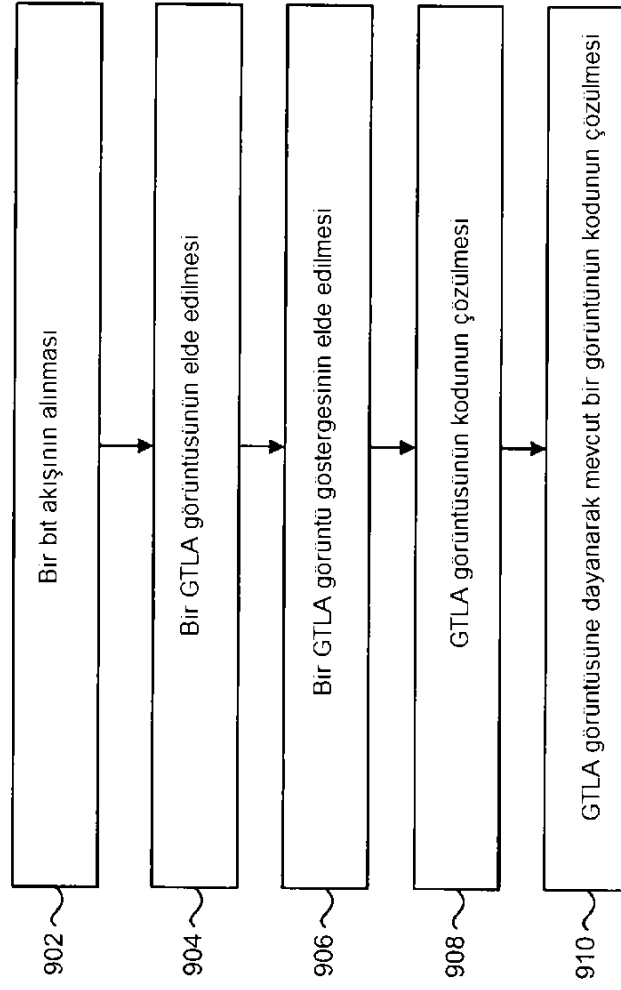 902
Bir bıt akışının alınması
904
Bir GTLA görüntüsünün elde edilmesi
906
Bir GTLA görüntü göstergesinin elde edilmesi
908
GTLA görüntüsünün kodunun çözülmesi
910
GTLA görüntüsüne dayanarak mevcut bir görüntünün kodunun çözülmesi